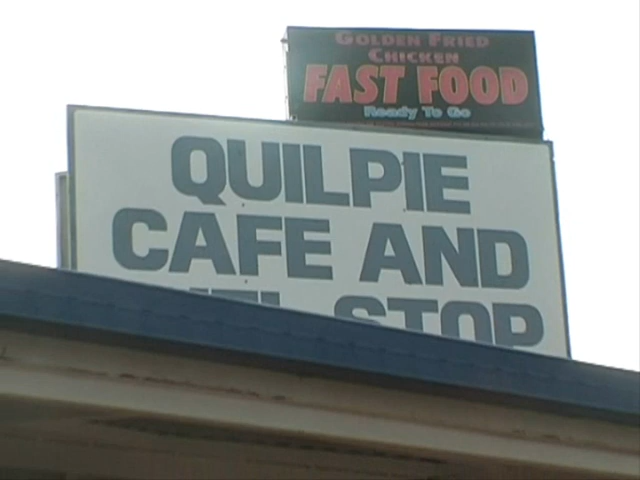 GOLDEN FRIED
CHICKEN
FAST FOOD
Ready To Go
QUILPIE
CAFE AND
STOP